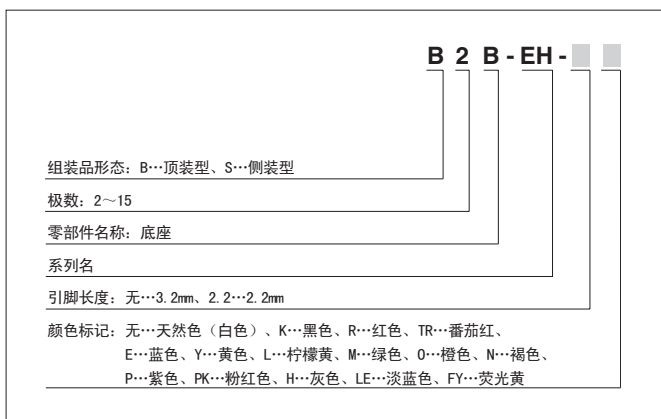 B 2 B - EH -
组装品形态：B…顶装型、S…侧装型
极数：2～15
零部件名称：底座
系列名
引脚长度：无…3.2mm、2.2…2.2mm
颜色标记：无…天然色（白色）、K…黑色、R…红色、TR…番茄红、
E…蓝色、Y…黄色、L…柠檬黄、M…绿色、O…橙色、N…褐色、
P…紫色、PK…粉红色、H…灰色、LE…淡蓝色、FY…荧光黄